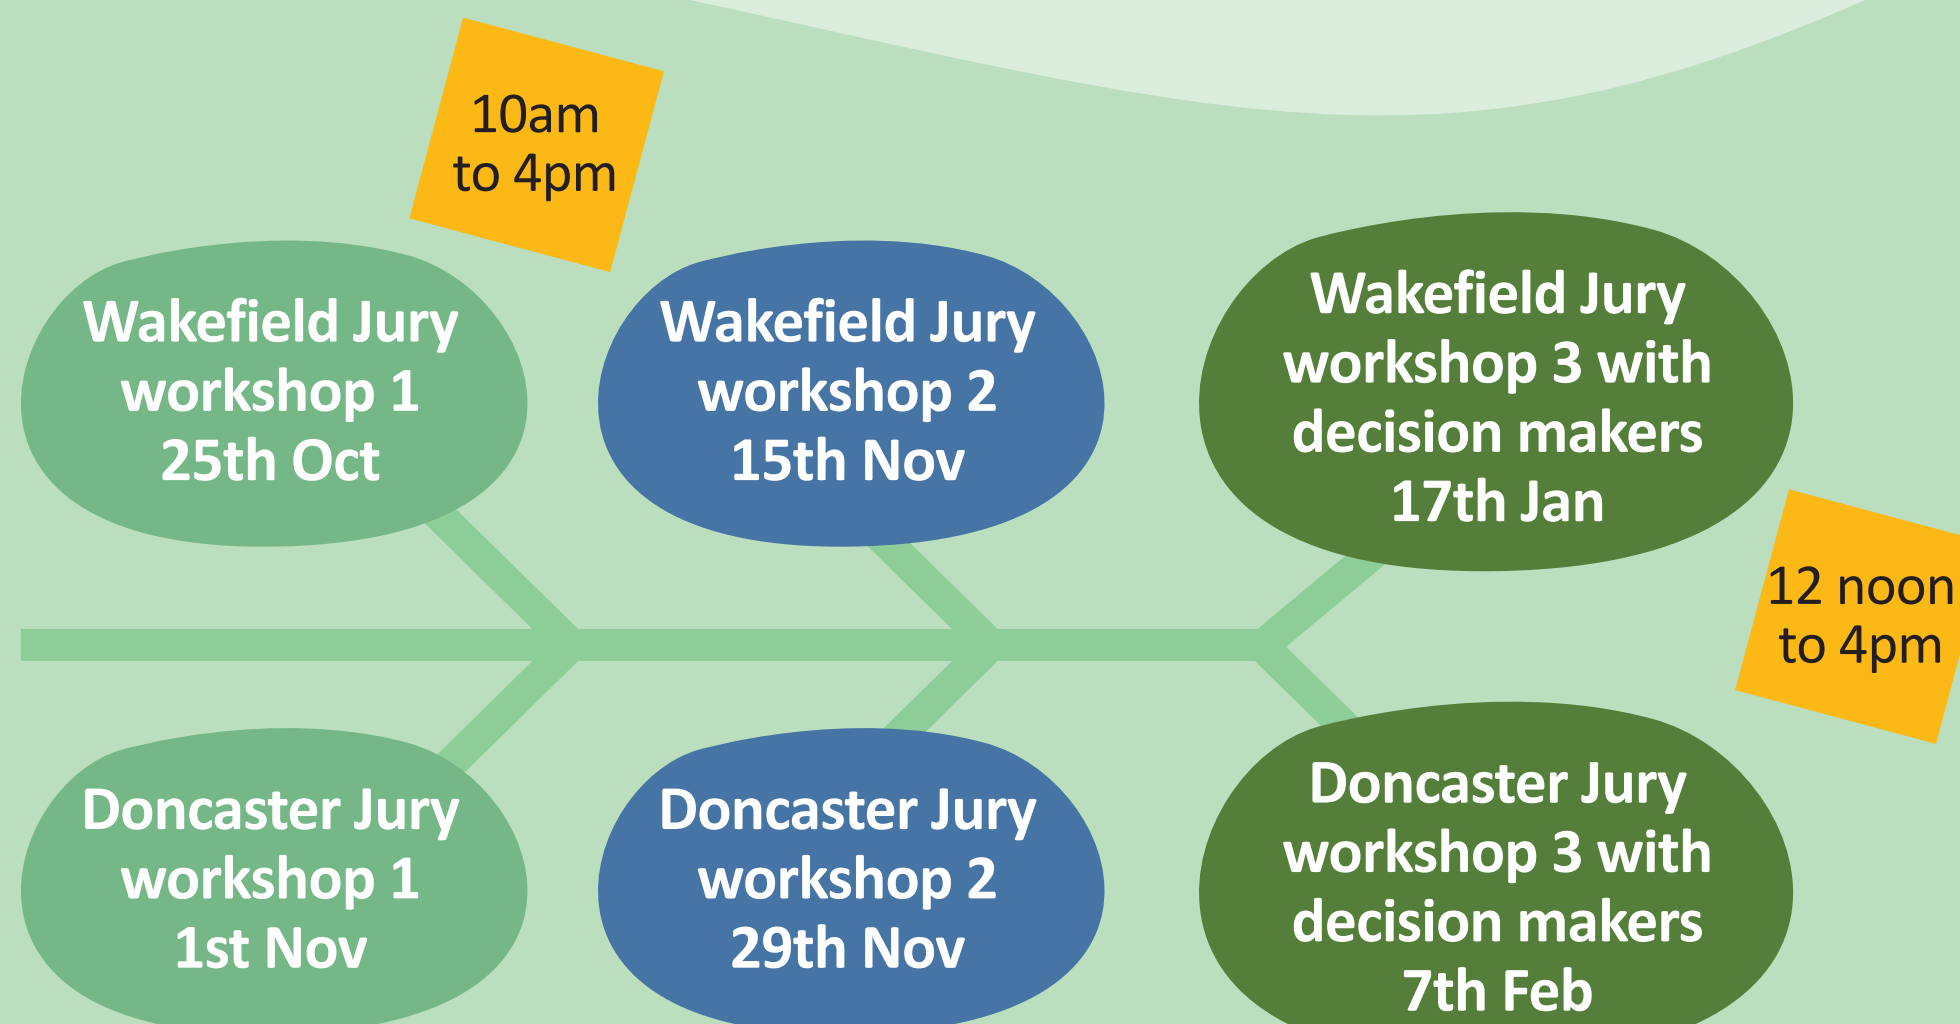 10am
to 4pm
Wakefield Jury
workshop 1
25th Oct
Wakefield Jury
workshop 2
15th Nov
Wakefield Jury
workshop 3 with
decision makers
17th Jan
12 noon
to 4pm
Doncaster Jury
workshop 1
1st Nov
Doncaster Jury
workshop 2
29th Nov
Doncaster Jury
workshop 3 with
decision makers
7th Feb